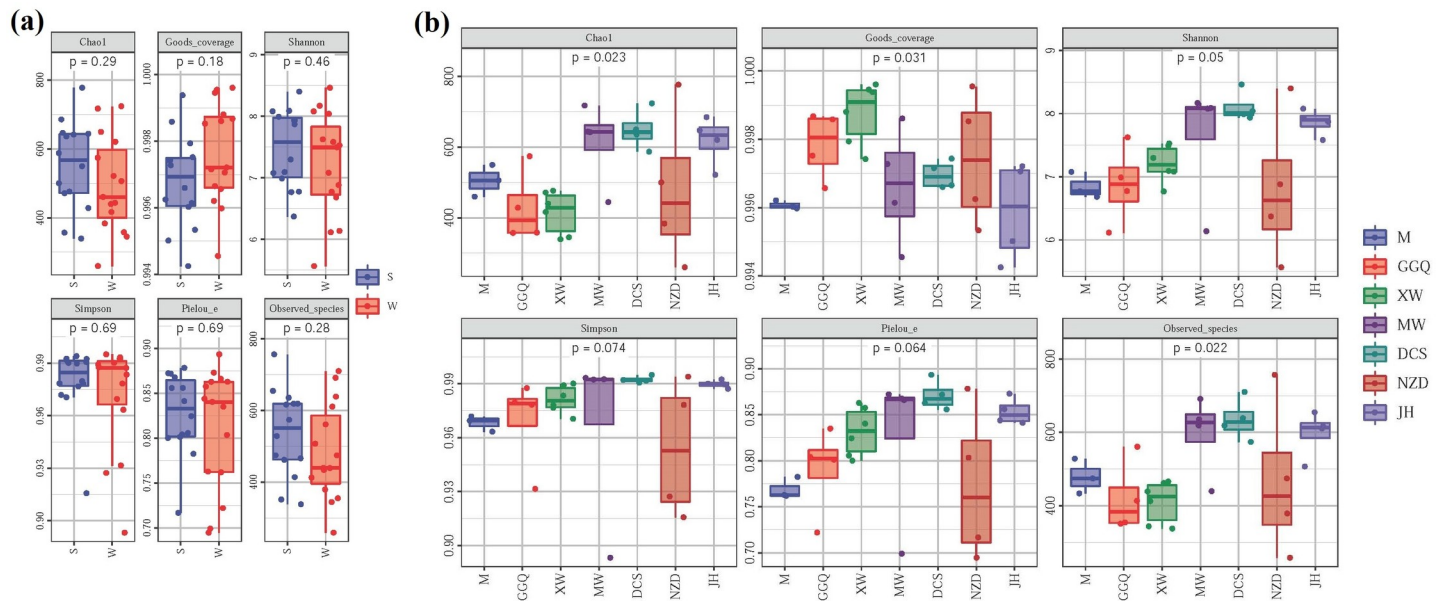 (a)
Chao1
p = 0.29
800
600
400
S
W
Goods_coverage
p = 0.18
1.000
0.998
0.996
0.994
S
W
Shannon
p = 0.46
9
8
7
6
S
W
S
W
Simpson
p = 0.69
0.99
0.96
0.93
0.90
S
W
Pielou_e
p = 0.69
0.90
0.85
0.80
0.75
0.70
S
W
Observed_species
p = 0.28
800
600
400
S
W
(b)
Chao1
p = 0.023
800
600
400
M
GGQ
XW
MW
DCS
NZD
JH
Goods_coverage
p = 0.031
1.000
0.998
0.996
0.994
M
GGQ
XW
MW
DCS
NZD
JH
Shannon
p = 0.05
9
8
7
6
M
GGQ
XW
MW
DCS
NZD
JH
Simpson
p = 0.074
0.99
0.96
0.93
0.90
M
GGQ
XW
MW
DCS
NZD
JH
Pielou_e
p = 0.064
0.90
0.85
0.80
0.75
0.70
M
GGQ
XW
MW
DCS
NZD
JH
Observed_species
p = 0.022
800
600
400
M
GGQ
XW
MW
DCS
NZD
JH
M
GGQ
XW
MW
DCS
NZD
JH